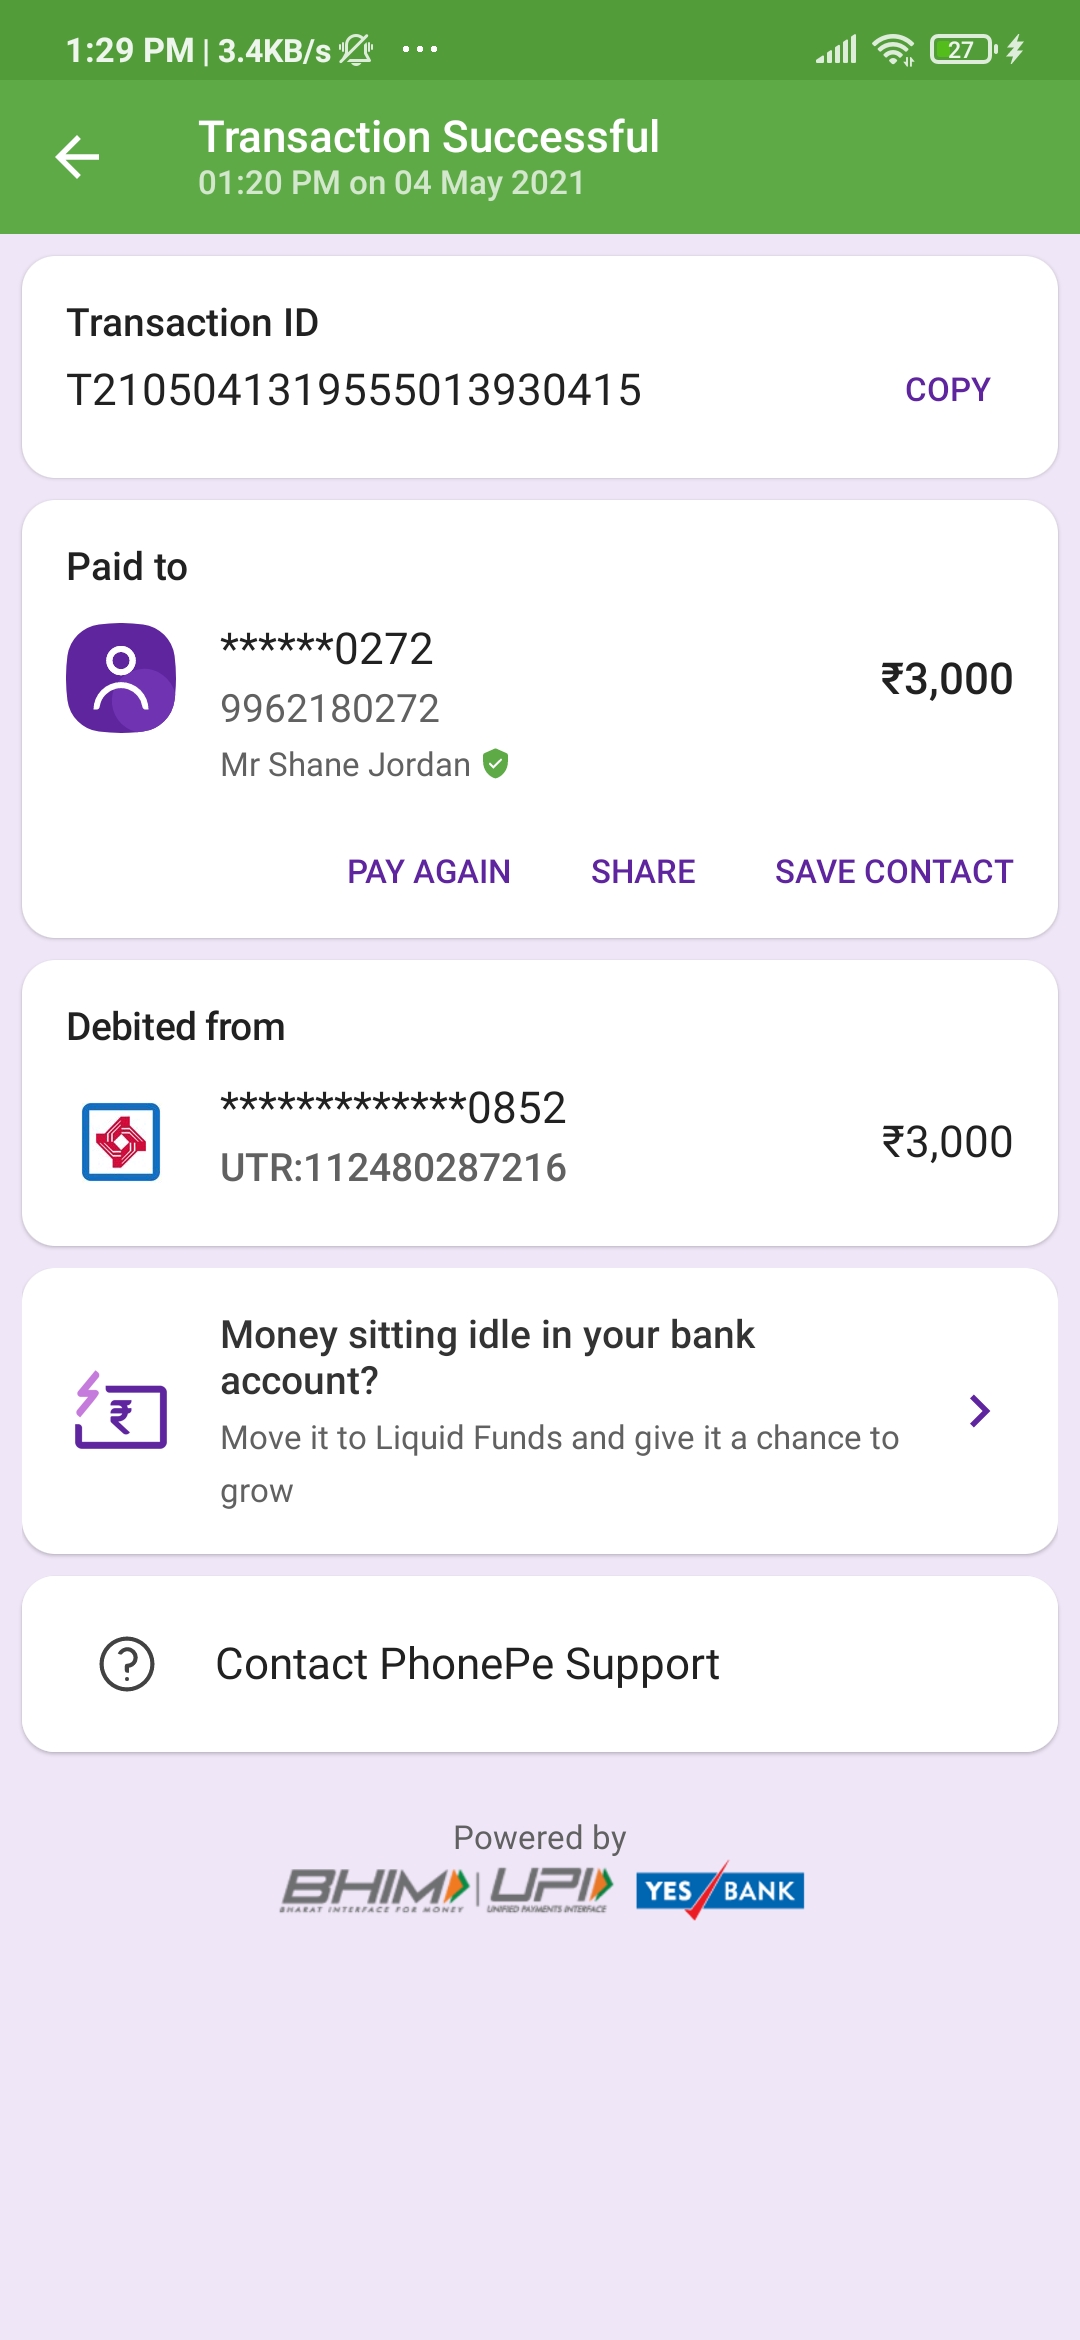 1:29 PM | 3.4KB/s ...
27
Transaction Successful
01:20 PM on 04 May 2021
Transaction ID
T2105041319555013930415
COPY
Paid to
******0272
9962180272
₹3,000
Mr Shane Jordan
PAY AGAIN SHARE SAVE CONTACT
Debited from
*************0852
UTR:112480287216
₹3,000
Money sitting idle in your bank
account?
Move it to Liquid Funds and give it a chance to
grow
Contact PhonePe Support
Powered by
BHIM | UPI YES BANK
BHARAT INTERFACE FOR MONEY UNIFIED PAYMENTS INTERFACE